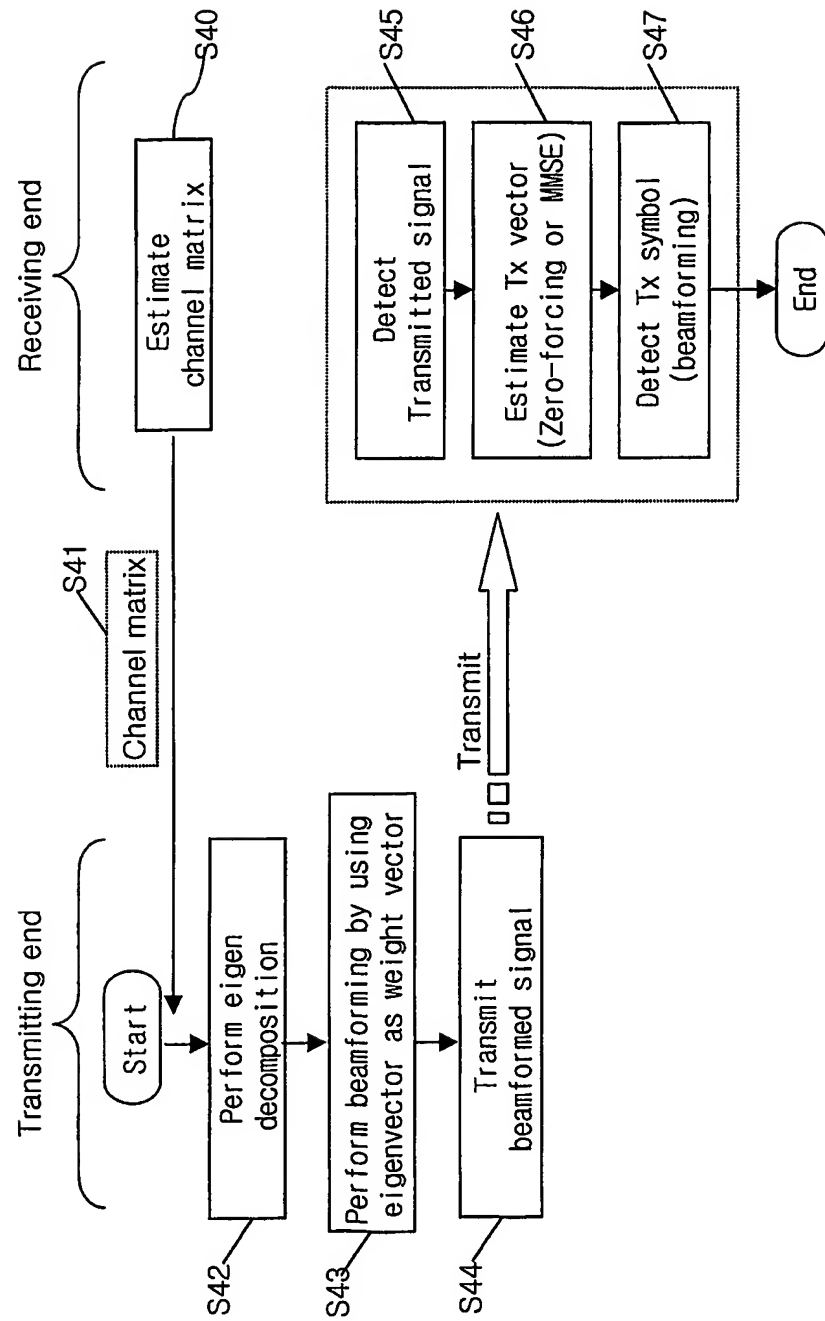 Transmitting end
Receiving end
Start
S41
Channel matrix
Estimate
channel matrix
S40
S42
Perform eigen
decomposition
S43
Perform beamforming by using
eigenvector as weight vector
S44
Transmit
beamformed signal
Transmit
Detect
Transmitted signal
S45
Estimate Tx vector
(Zero-forcing or MMSE)
S46
Detect Tx symbol
(beamforming)
S47
End